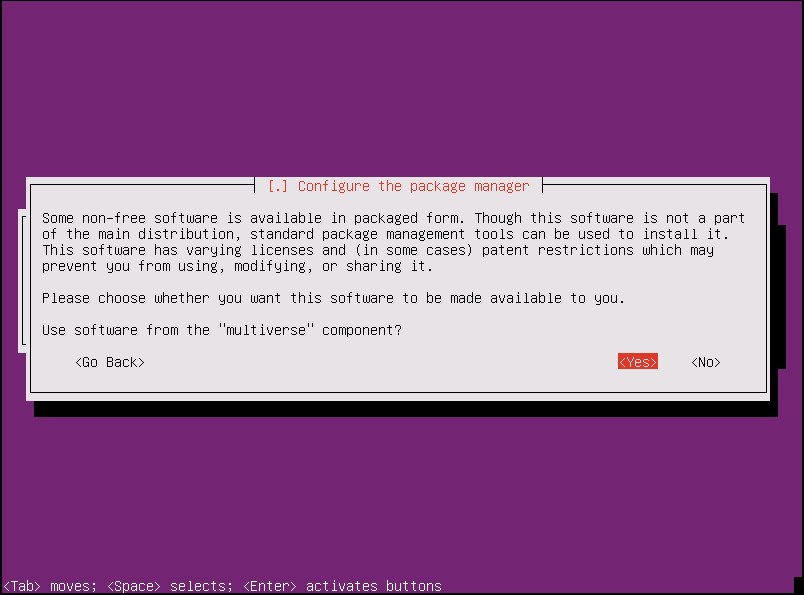 [.] Configure the package manager
Some non-free software is available in packaged form. Though this software is not a part
of the main distribution, standard package management tools can be used to install it.
This software has varying licenses and (in some cases) patent restrictions which may
prevent you from using, modifying, or sharing it.
Please choose whether you want this software to be made available to you.
Use software from the "multiverse" component?
<Go Back> <Yes> <No>
<Tab> moves; <Space> selects; <Enter> activates buttons